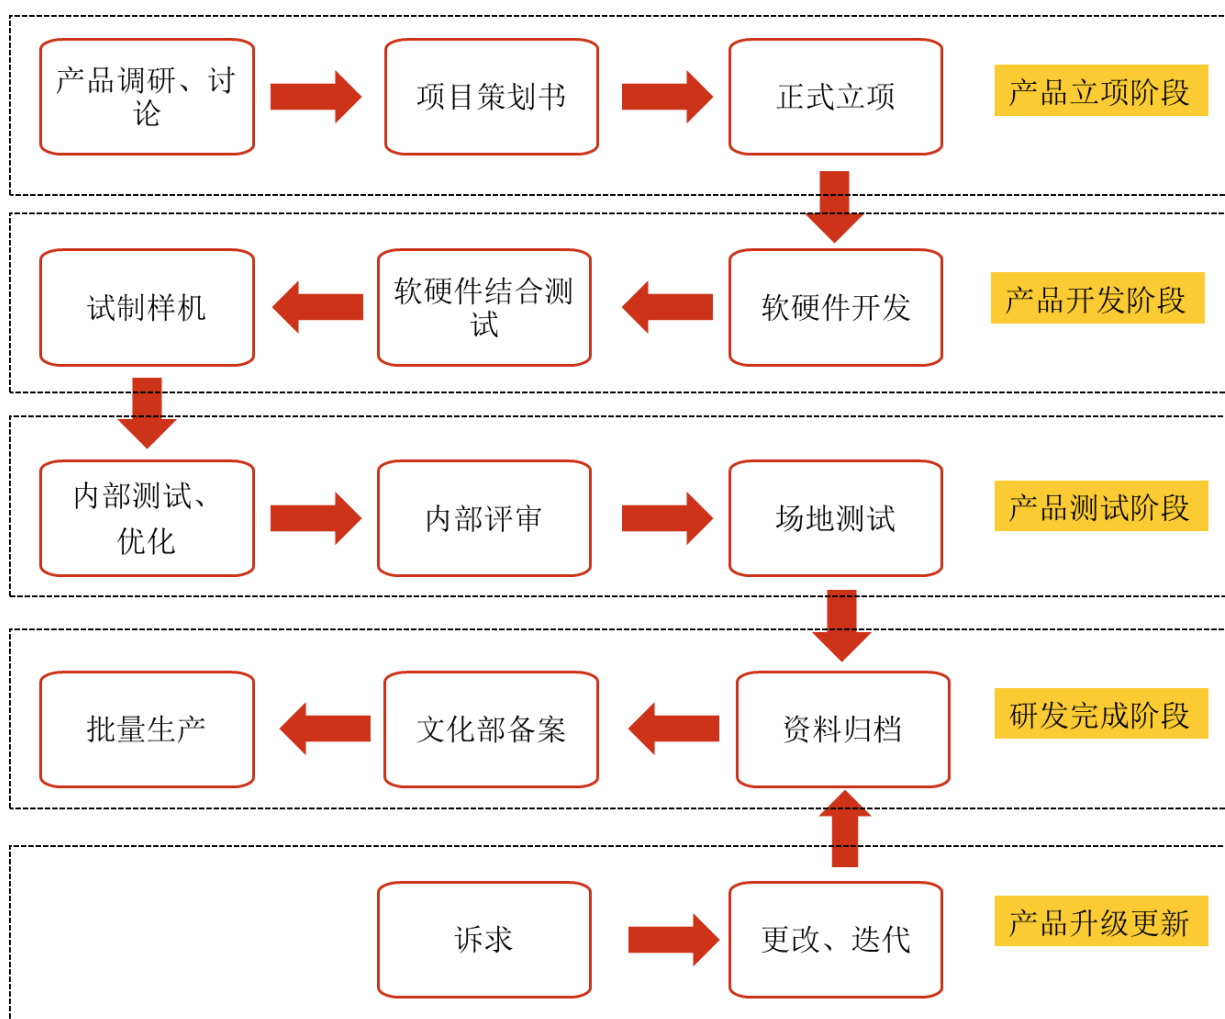 产品调研、讨
论
项目策划书
正式立项
产品立项阶段
试制样机
软硬件结合测
试
软硬件开发
产品开发阶段
内部测试、
优化
内部评审
场地测试
产品测试阶段
批量生产
文化部备案
资料归档
研发完成阶段
诉求
更改、迭代
产品升级更新